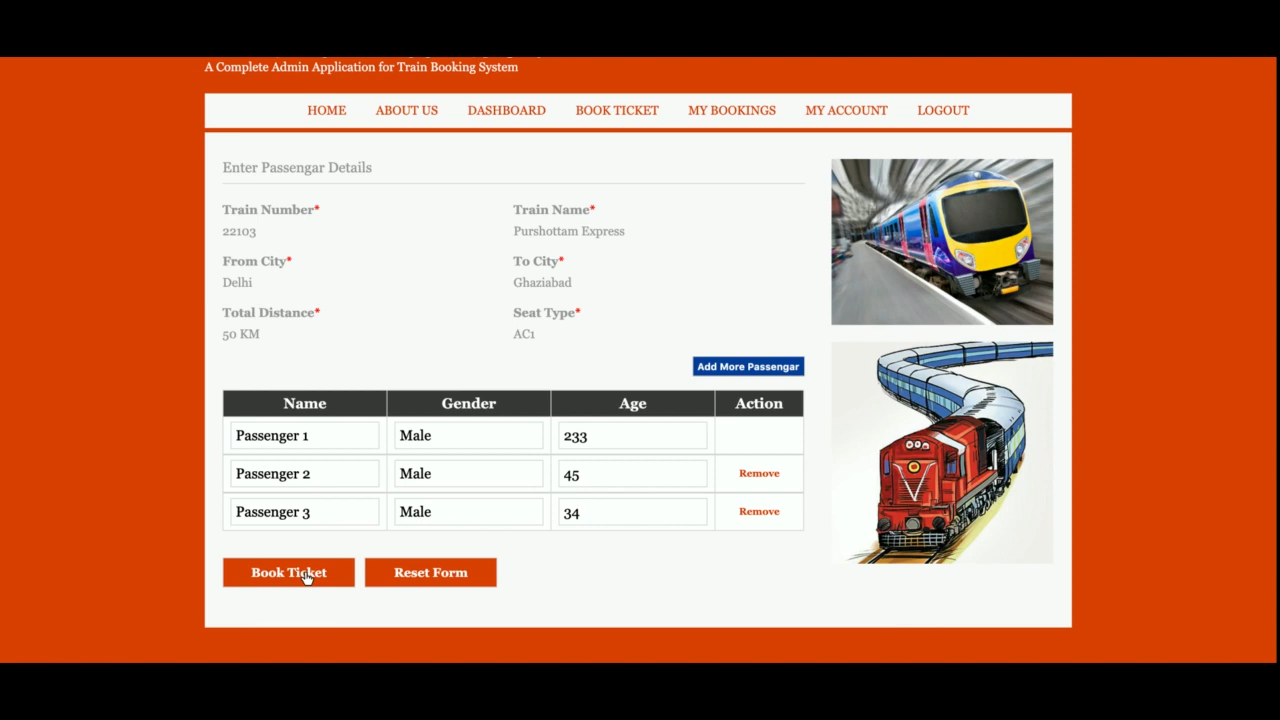 A Complete Admin Application for Train Booking System
HOME ABOUT US DASHBOARD BOOK TICKET MY BOOKINGS MY ACCOUNT LOGOUT
Enter Passengar Details
Train Number* Train Name*
22103 Purshottam Express
From City* To City*
Delhi Ghaziabad
Total Distance* Seat Type*
50 KM AC1
Add More Passengar
Name Gender Age Action
Passenger 1 Male 233
Passenger 2 Male 45 Remove
Passenger 3 Male 34 Remove
Book Ticket Reset Form